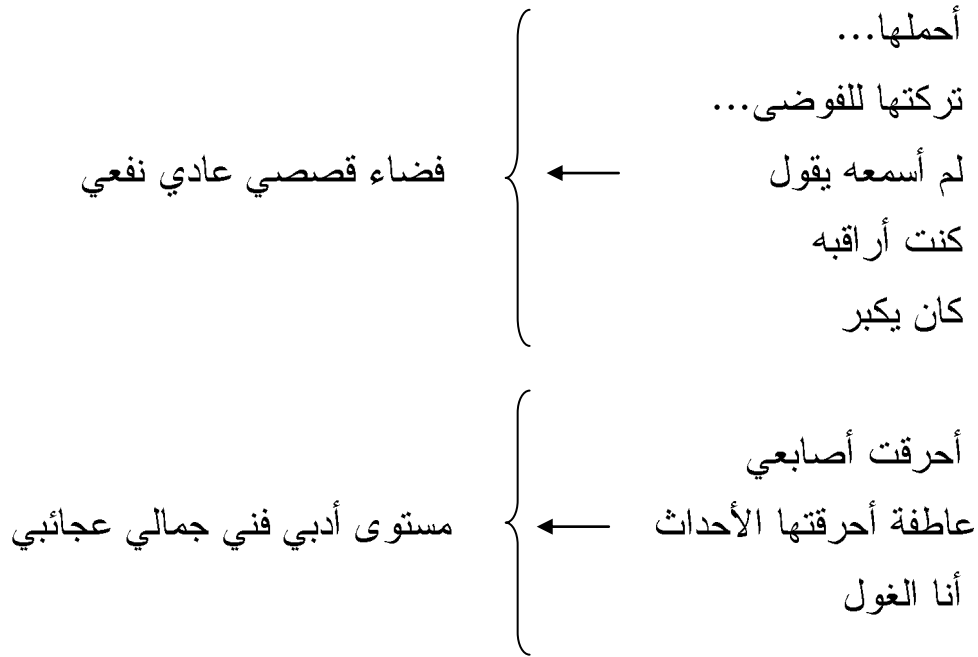 أحملها...
تركتها للفوضى...
لم أسمعه يقول
فضاء قصصي عادي نفعي
كنت أراقبه
كان يكبر
أحرقت أصابعي
عاطفة أحرقتها الأحداث
مستوى أدبي فني جمالي عجائبي
أنا الغول